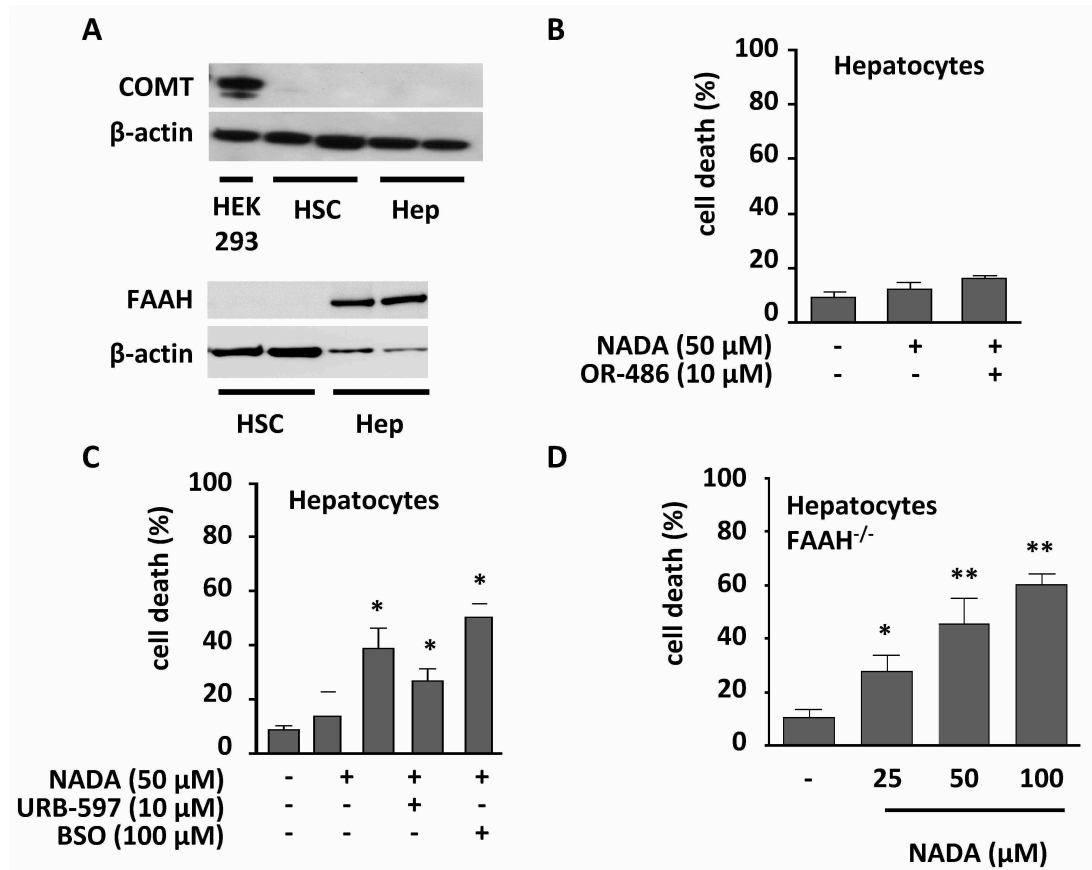 A
COMT
β-actin
HEK
293
HSC
Hep
FAAH
β-actin
HSC
Hep
B
Hepatocytes
cell death (%)
100
80
60
40
20
0
NADA (50 µM) - + +
OR-486 (10 µM) - - +
C
Hepatocytes
cell death (%)
100
80
60
40
20
0
*
*
*
NADA (50 µM) - + + +
URB-597 (10 µM) - - + -
BSO (100 µM) - - - +
D
Hepatocytes
FAAH-/-
cell death (%)
100
80
60
40
20
0
*
**
**
- 25 50 100
NADA (µM)